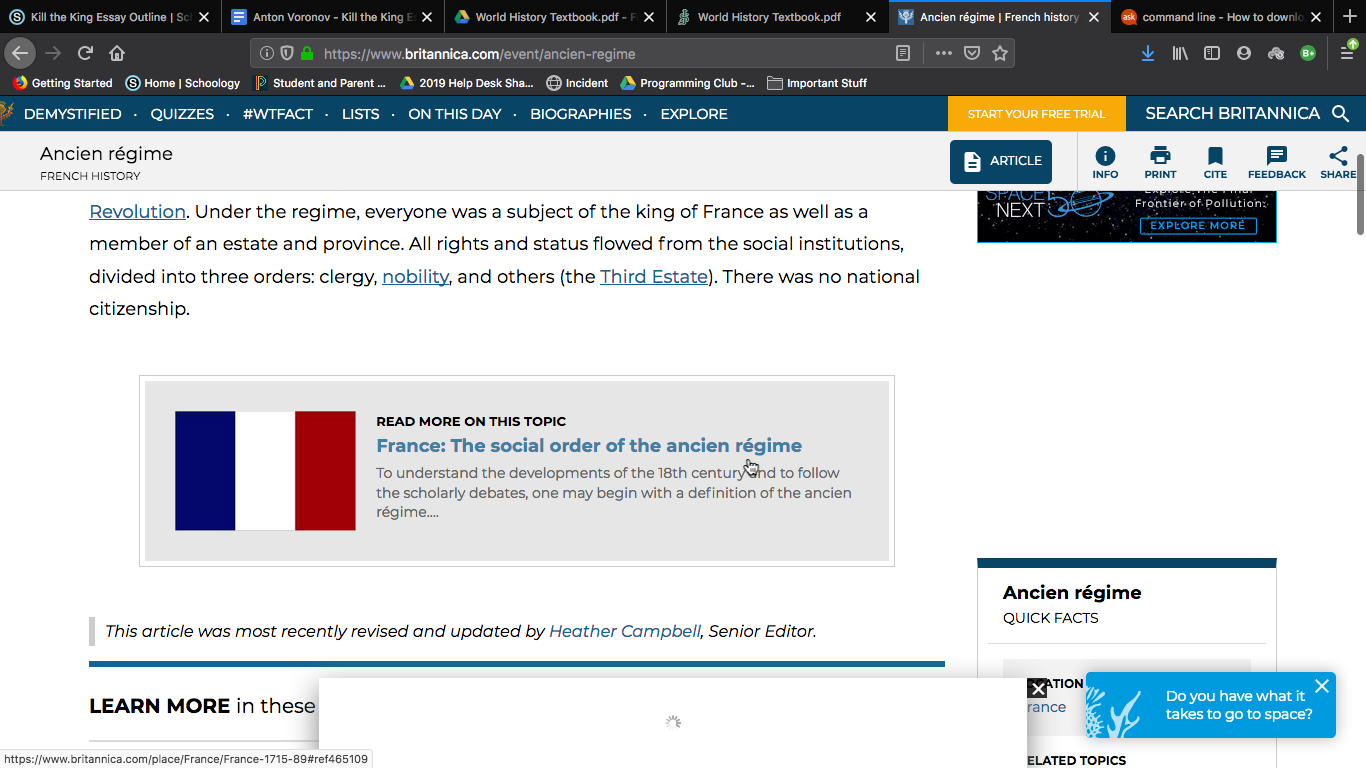 Kill the King Essay Outline | Sc
Anton Voronov - Kill the King E
World History Textbook.pdf - F
World History Textbook.pdf
Ancien régime | French history
ask
command line - How to downlo
https://www.britannica.com/event/ancien-regime
Getting Started
Home | Schoology
Student and Parent ...
2019 Help Desk Sha...
Incident
Programming Club -...
Important Stuff
DEMYSTIFIED · QUIZZES · #WTFACT · LISTS · ON THIS DAY · BIOGRAPHIES · EXPLORE
START YOUR FREE TRIAL
SEARCH BRITANNICA
Ancien régime
FRENCH HISTORY
ARTICLE
INFO
PRINT
CITE
FEEDBACK
SHARE
Revolution. Under the regime, everyone was a subject of the king of France as well as a
member of an estate and province. All rights and status flowed from the social institutions,
divided into three orders: clergy, nobility, and others (the Third Estate). There was no national
citizenship.
SPACE
NEXT
Explore The Final
Frontier of Pollution:
EXPLORE MORE
READ MORE ON THIS TOPIC
France: The social order of the ancien régime
To understand the developments of the 18th century and to follow
the scholarly debates, one may begin with a definition of the ancien
régime....
This article was most recently revised and updated by Heather Campbell, Senior Editor.
LEARN MORE in these
Ancien régime
QUICK FACTS
CATION
rance
Do you have what it
takes to go to space?
ELATED TOPICS
https://www.britannica.com/place/France/France-1715-89#ref465109